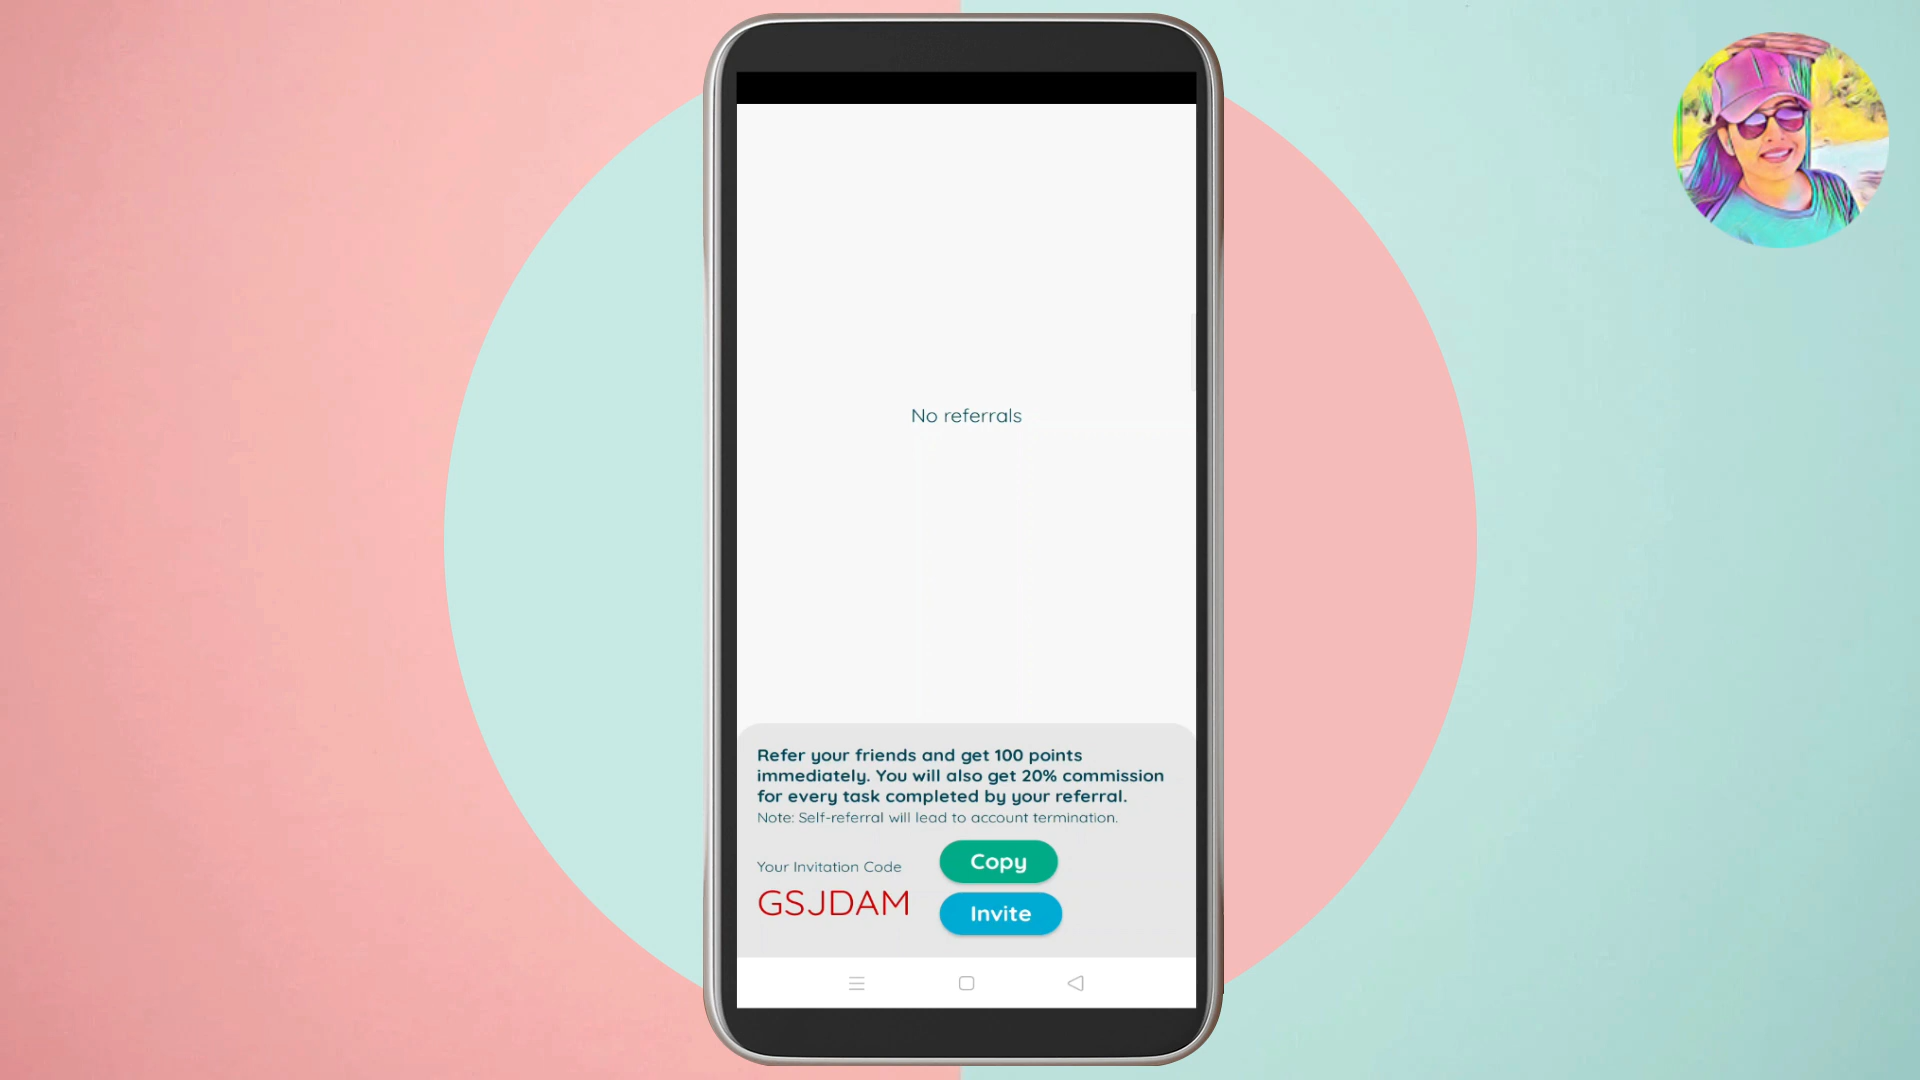 No referrals
Refer your friends and get 100 points
immediately. You will also get 20% commission
for every task completed by your referral.
Note: Self-referral will lead to account termination.
Your Invitation Code
GSJDAM
Copy
Invite